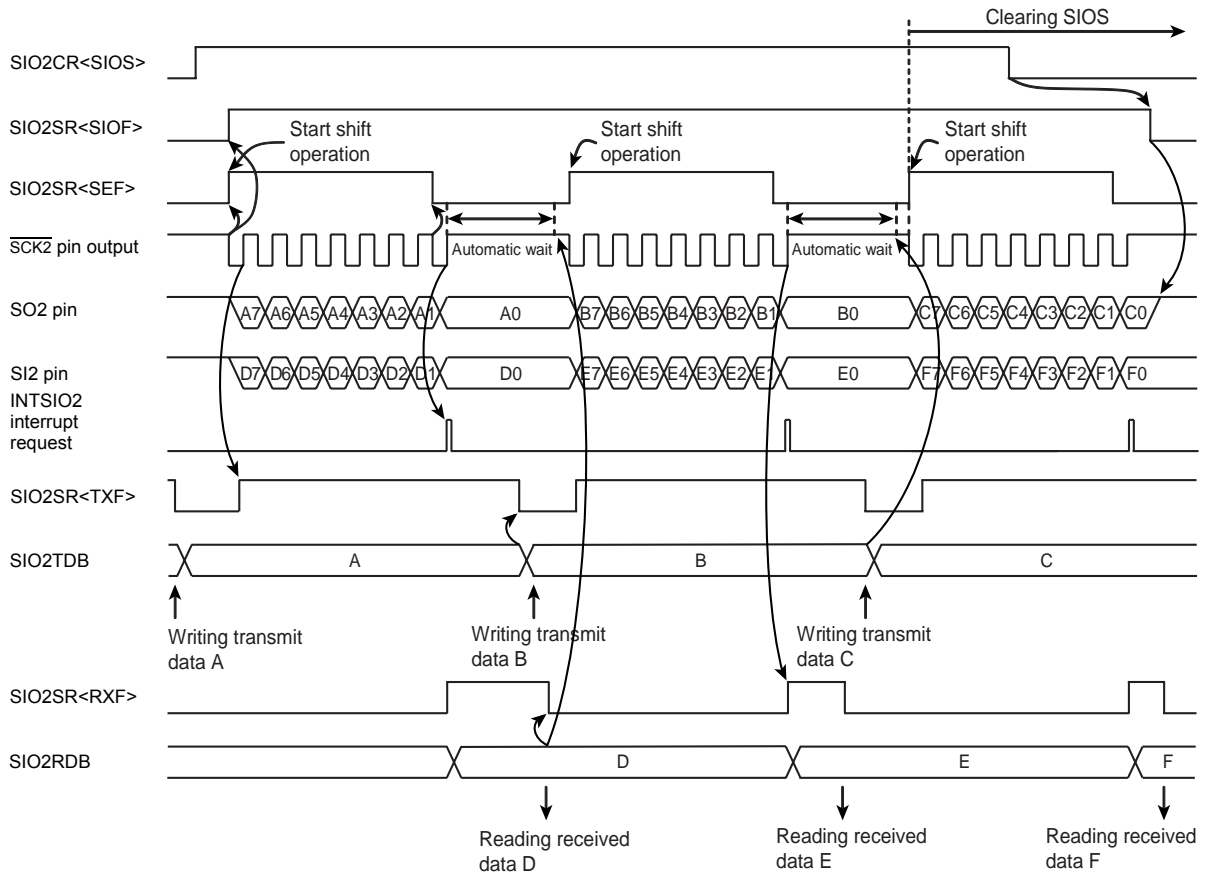 Clearing SIOS
SIO2CR<SIOS>
SIO2SR<SIOF>
Start shift
operation
Start shift
operation
Start shift
operation
SIO2SR<SEF>
SCK2 pin output
Automatic wait
Automatic wait
SO2 pin
A7 A6 A5 A4 A3 A2 A1 A0 B7 B6 B5 B4 B3 B2 B1 B0 C7 C6 C5 C4 C3 C2 C1 C0
SI2 pin
D7 D6 D5 D4 D3 D2 D1 D0 E7 E6 E5 E4 E3 E2 E1 E0 F7 F6 F5 F4 F3 F2 F1 F0
INTSIO2
interrupt
request
SIO2SR<TXF>
SIO2TDB
A B C
Writing transmit
data A
Writing transmit
data B
Writing transmit
data C
SIO2SR<RXF>
SIO2RDB
D E F
Reading received
data D
Reading received
data E
Reading received
data F